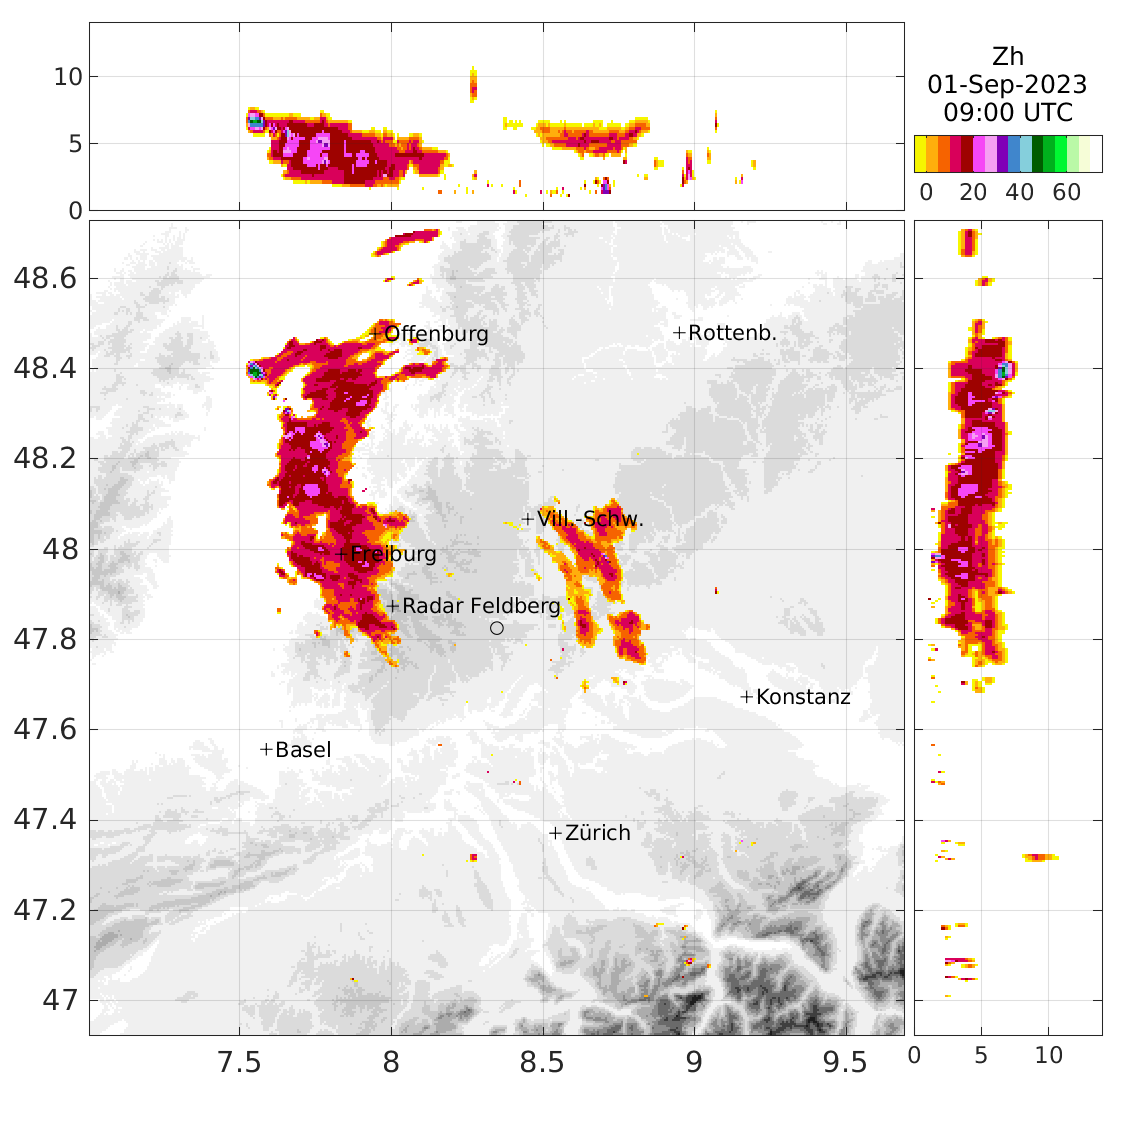 10
5
0
Zh
01-Sep-2023
09:00 UTC
0 20 40 60
48.6
48.4
48.2
48
47.8
47.6
47.4
47.2
47
+Offenburg
+Rottenb.
+Vill.-Schw.
+Freiburg
+Radar Feldberg
+Konstanz
+Basel
+Zürich
7.5 8 8.5 9 9.5
0 5 10